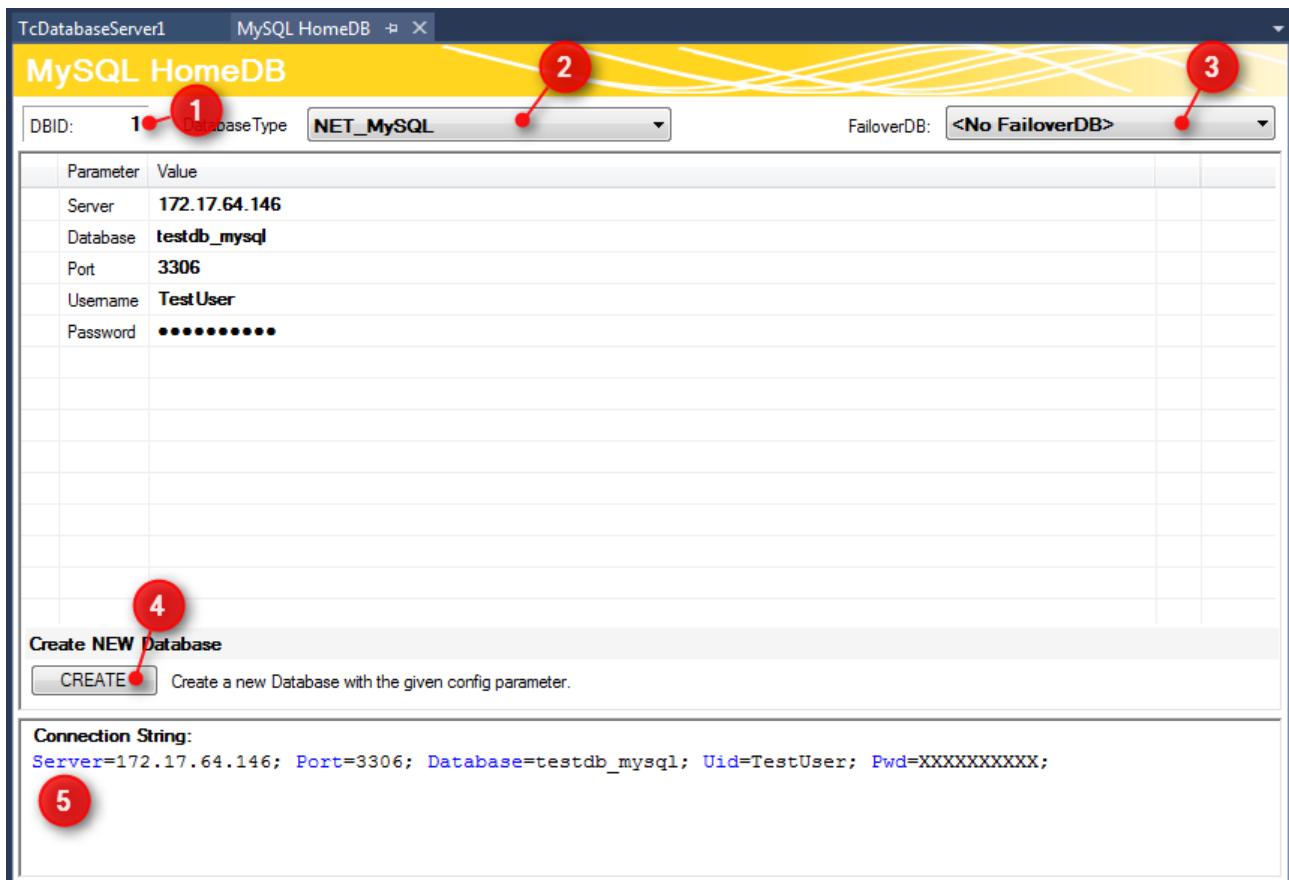 TcDatabaseServer1 MySQL HomeDB
MySQL HomeDB
2
3
DBID: 1 1 DatabaseType NET_MySQL FailoverDB: <No FailoverDB>
Parameter Value
Server 172.17.64.146
Database testdb_mysql
Port 3306
Username TestUser
Password ●●●●●●●●●●
4
Create NEW Database
CREATE Create a new Database with the given config parameter.
Connection String:
Server=172.17.64.146; Port=3306; Database=testdb_mysql; Uid=TestUser; Pwd=XXXXXXXXXX;
5